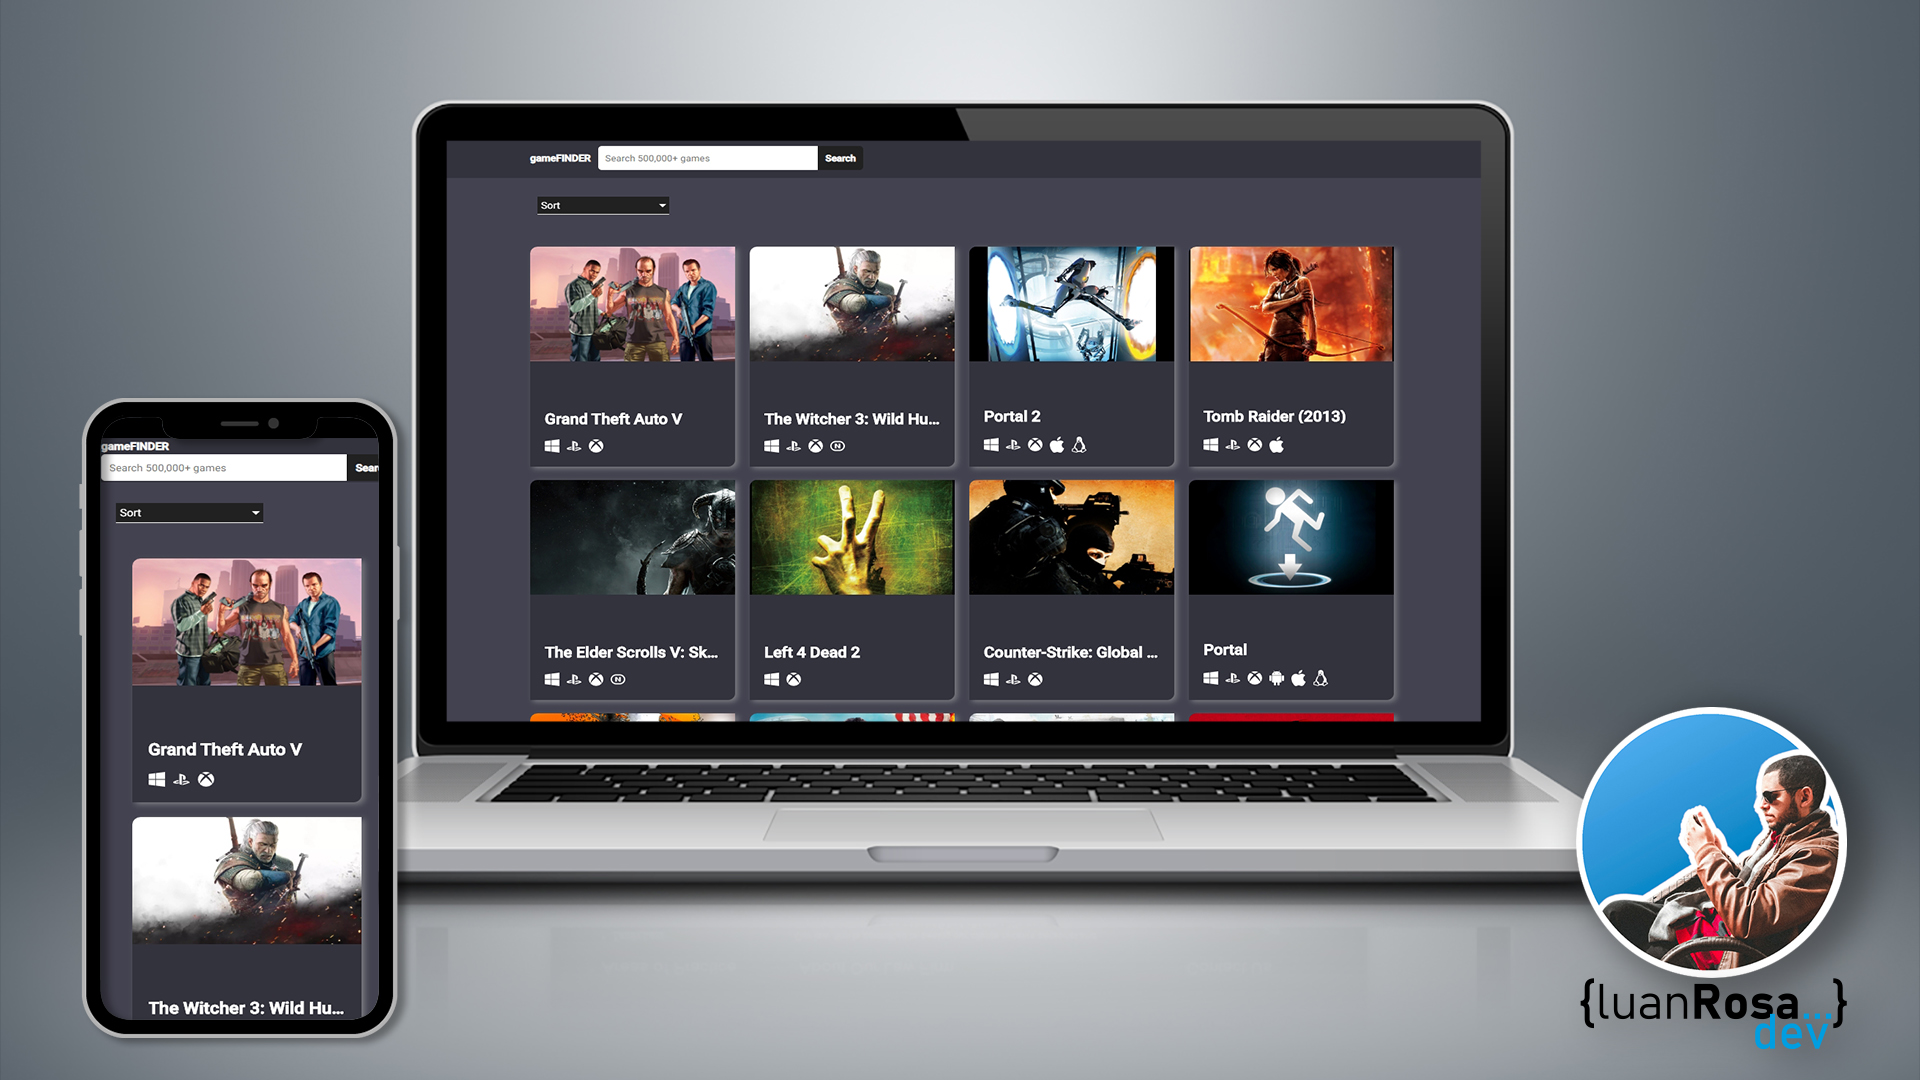 gameFINDER
Search 500,000+ games
Search
Sort
Grand Theft Auto V
The Witcher 3: Wild Hu...
Portal 2
Tomb Raider (2013)
The Elder Scrolls V: Sk...
Left 4 Dead 2
Counter-Strike: Global ...
Portal
gameFINDER
Search 500,000+ games
Sear
Sort
Grand Theft Auto V
The Witcher 3: Wild Hu...
{luanRosa...}
dev